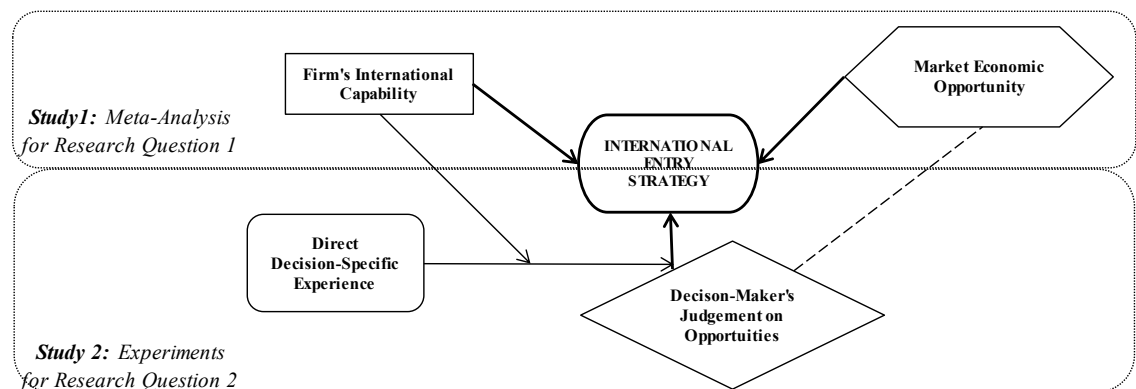 Firm's International
Capability
Market Economic
Opportunity
Study1: Meta-Analysis
for Research Question 1
INTERNATIONAL
ENTRY
STRATEGY
Direct
Decision-Specific
Experience
Decison-Maker's
Judgement on
Opportuities
Study 2: Experiments
for Research Question 2